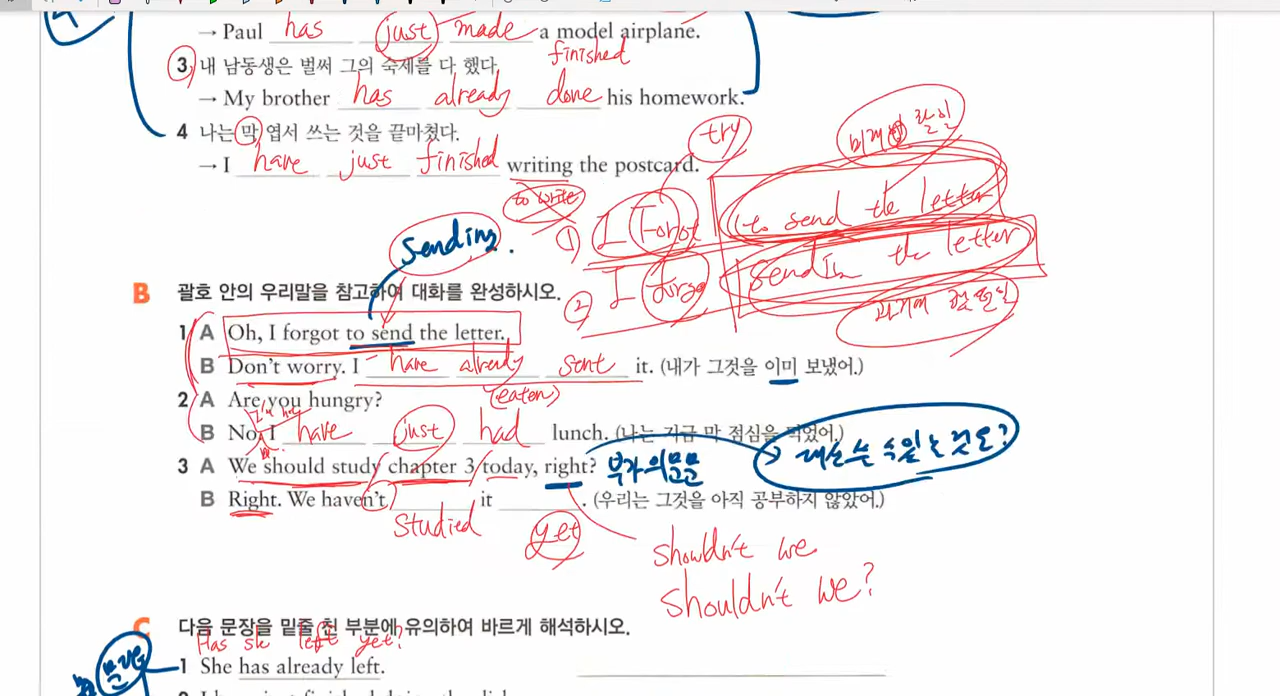 → Paul has just made a model airplane.
finished
3 내 남동생은 벌써 그의 숙제를 다 했다.
→ My brother has already done his homework.
4 나는 막 엽서 쓰는 것을 끝마쳤다.
→ I have just finished writing the postcard.
to write
try
① I forgot to send the letter
② I the letter
sending.
B 괄호 안의 우리말을 참고하여 대화를 완성하시오.
1 A Oh, I forgot to send the letter.
B Don't worry. I have already sent it. (내가 그것을 이미 보냈어.)
2 A Are you hungry?
(eaten)
B No, I have just had lunch. (나는 지금 막 점심을 먹었어.)
3 A We should study chapter 3 today, right? 부가의문문
B Right. We haven't it . (우리는 그것을 아직 공부하지 않았어.)
studied yet
shouldn't we
shouldn't we?
C 다음 문장을 밑줄 친 부분에 유의하여 바르게 해석하시오.
Has she left yet?
1 She has already left.